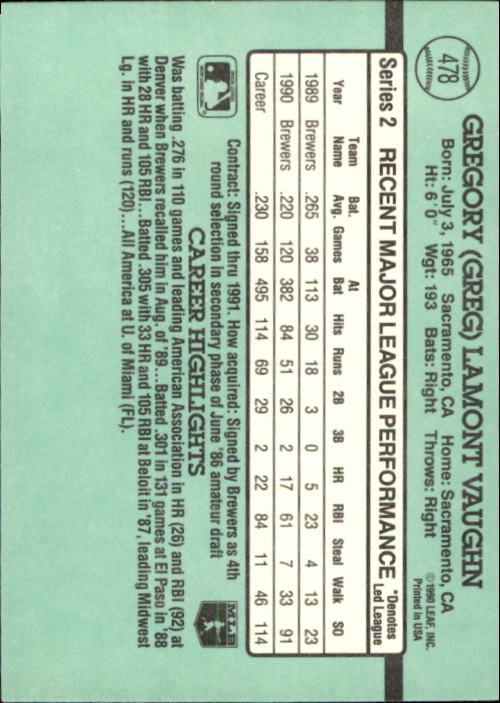 478
GREGORY (GREG) LAMONT VAUGHN
Born: July 3, 1965 Sacramento, CA Home: Sacramento, CA
Ht: 6'0" Wgt: 193 Bats: Right Throws: Right
© 1990 LEAF, INC.
Printed in USA
Series 2 RECENT MAJOR LEAGUE PERFORMANCE *Denotes Led League
Year Team Name Bat. Avg. Games At Bat Hits Runs 2B 3B HR RBI Steal Walk SO
1989 Brewers .265 38 113 30 18 3 0 5 23 4 13 23
1990 Brewers .220 120 382 84 51 26 2 17 61 7 33 91
Career .230 158 495 114 69 29 2 22 84 11 46 114
Contract: Signed thru 1991. How acquired: Signed by Brewers as 4th
round selection in secondary phase of June '86 amateur draft
CAREER HIGHLIGHTS
MLB
Was batting .276 in 110 games and leading American Association in HR (26) and RBI (92) at
Denver when Brewers recalled him in Aug. of '89...Batted .301 in 131 games at El Paso in '88
with 28 HR and 105 RBI...Batted .305 with 33 HR and 105 RBI at Beloit in '87, leading Midwest
Lg. in HR and runs (120)...All America at U. of Miami (FL).